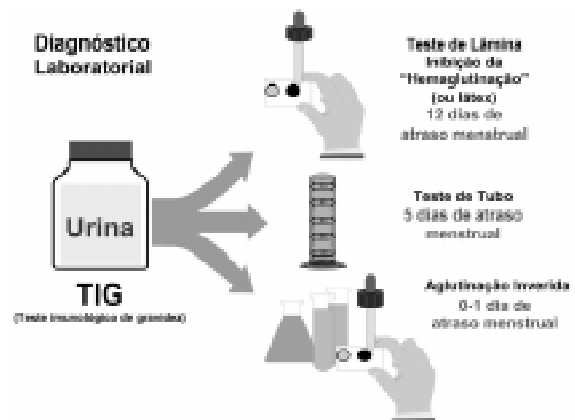 Diagnóstico
Laboratorial
Urina
TIG
(Teste imunológico de gravidez)
Teste de Lâmina
Inibição da
"Hemaglutinação"
(ou látex)
12 dias de
atraso menstrual
Teste de Tubo
5 dias de atraso
menstrual
Aglutinação Inverida
0-1 dia de
atraso menstrual